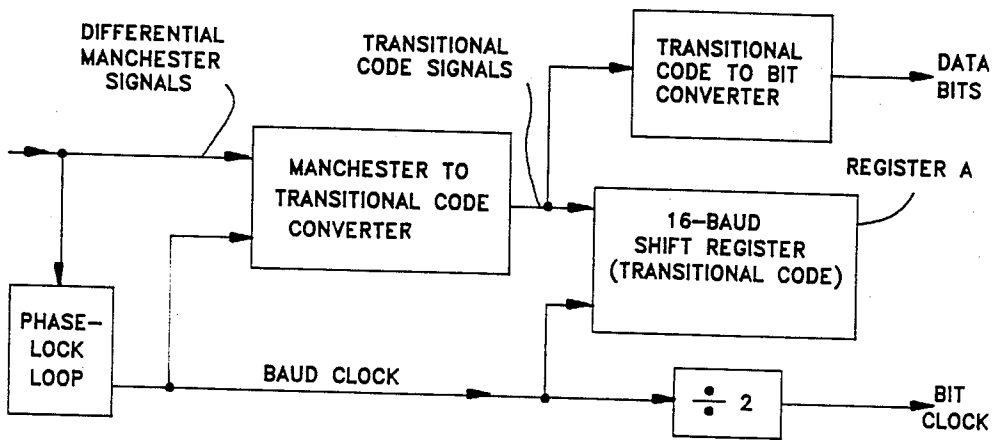 DIFFERENTIAL
MANCHESTER
SIGNALS
TRANSITIONAL
CODE SIGNALS
TRANSITIONAL
CODE TO BIT
CONVERTER
DATA
BITS
MANCHESTER TO
TRANSITIONAL CODE
CONVERTER
REGISTER A
16-BAUD
SHIFT REGISTER
(TRANSITIONAL CODE)
PHASE-
LOCK
LOOP
BAUD CLOCK
÷ 2
BIT
CLOCK